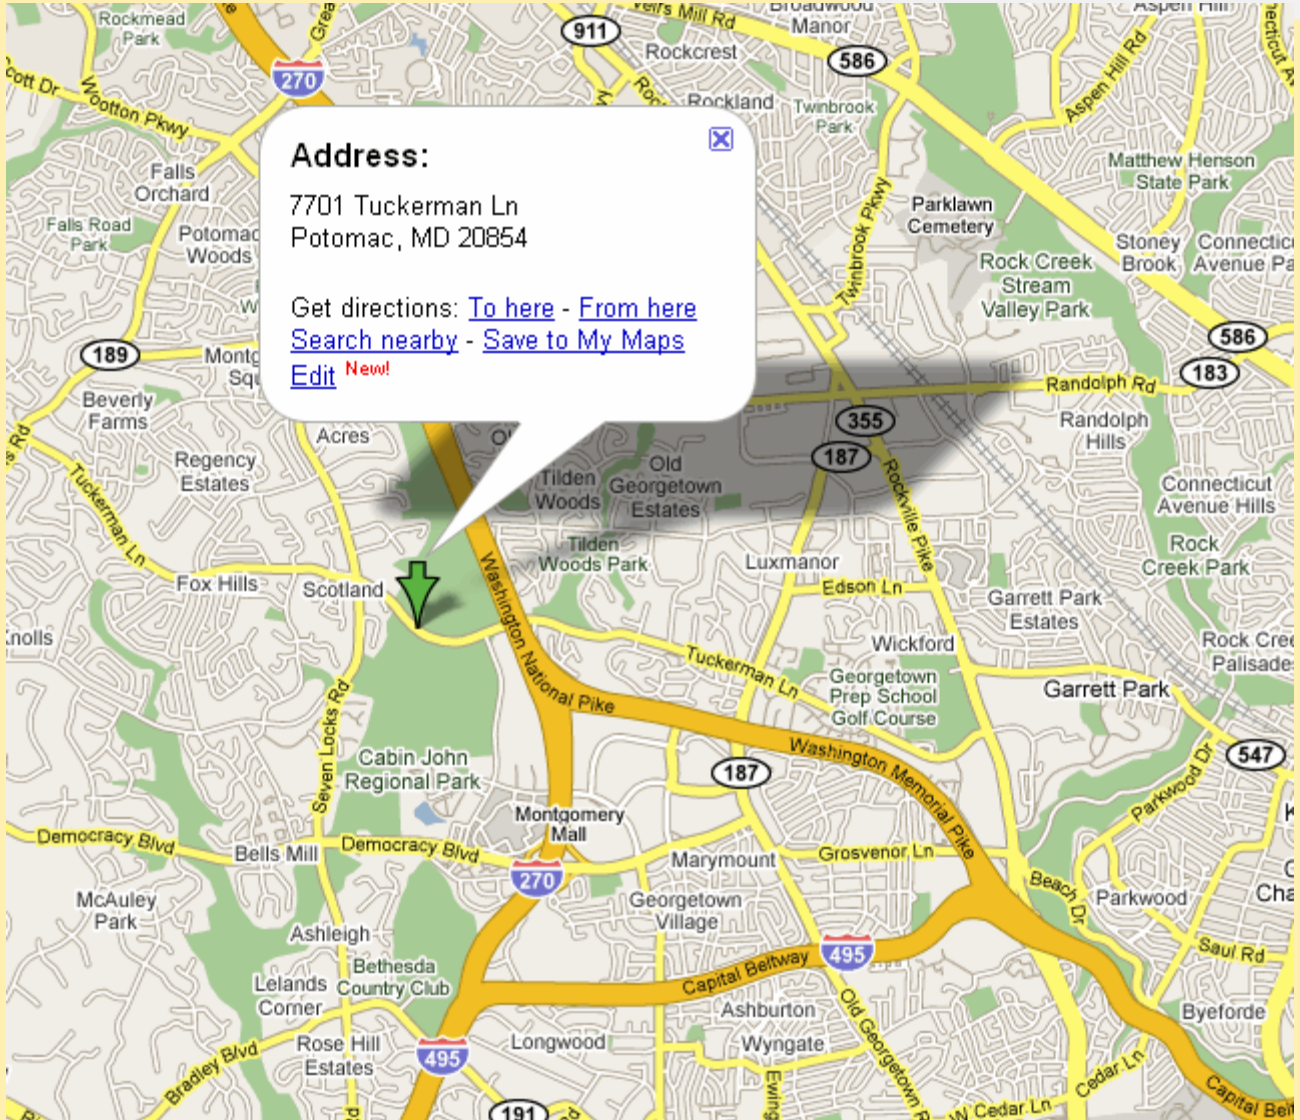 Rockmead
Park
Veirs Mill Rd
Broadwood
Manor
Aspen Hill
911
Rockcrest
586
270
Aspen Hill Rd
Wootton Pkwy
Rockland
Twinbrook
Park
Falls
Orchard
Address:
7701 Tuckerman Ln
Potomac, MD 20854
Get directions: To here - From here
Search nearby - Save to My Maps
Edit New!
Matthew Henson
State Park
Parklawn
Cemetery
Twinbrook Pkwy
Falls Road
Park
Potomac
Woods
Stoney
Brook
Rock Creek
Stream
Valley Park
586
189
183
Randolph Rd
Beverly
Farms
Acres
355
Randolph
Hills
187
Regency
Estates
Tilden
Woods
Old
Georgetown
Estates
Rockville Pike
Connecticut
Avenue Hills
Tuckerman Ln
Tilden
Woods Park
Luxmanor
Rock
Creek Park
Fox Hills
Scotland
Edson Ln
Garrett Park
Estates
Washington National Pike
Wickford
Knolls
Tuckerman Ln
Georgetown
Prep School
Golf Course
Garrett Park
Seven Locks Rd
Cabin John
Regional Park
187
Washington Memorial Pike
547
Parkwood Dr
Montgomery
Mall
Democracy Blvd
Bells Mill
Democracy Blvd
Marymount
Grosvenor Ln
270
Beach Dr
McAuley
Park
Georgetown
Village
Parkwood
Ashleigh
495
Saul Rd
Bethesda
Country Club
Capital Beltway
Lelands
Corner
Ashburton
Byeforde
Rose Hill
Estates
495
Longwood
Wyngate
Old Georgetown R
Bradley Blvd
Cedar Ln
191
W Cedar Ln
Capital Belt